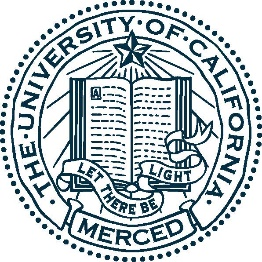 · THE UNIVERSITY OF CALIFORNIA ·
A
LET THERE BE LIGHT
MERCED